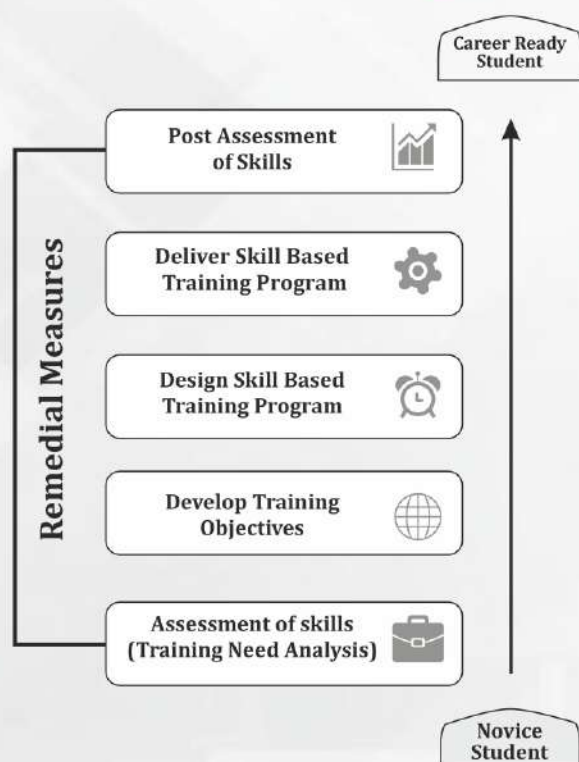 Career Ready
Student
Post Assessment
of Skills
Deliver Skill Based
Training Program
Design Skill Based
Training Program
Develop Training
Objectives
Assessment of skills
(Training Need Analysis)
Remedial Measures
Novice
Student